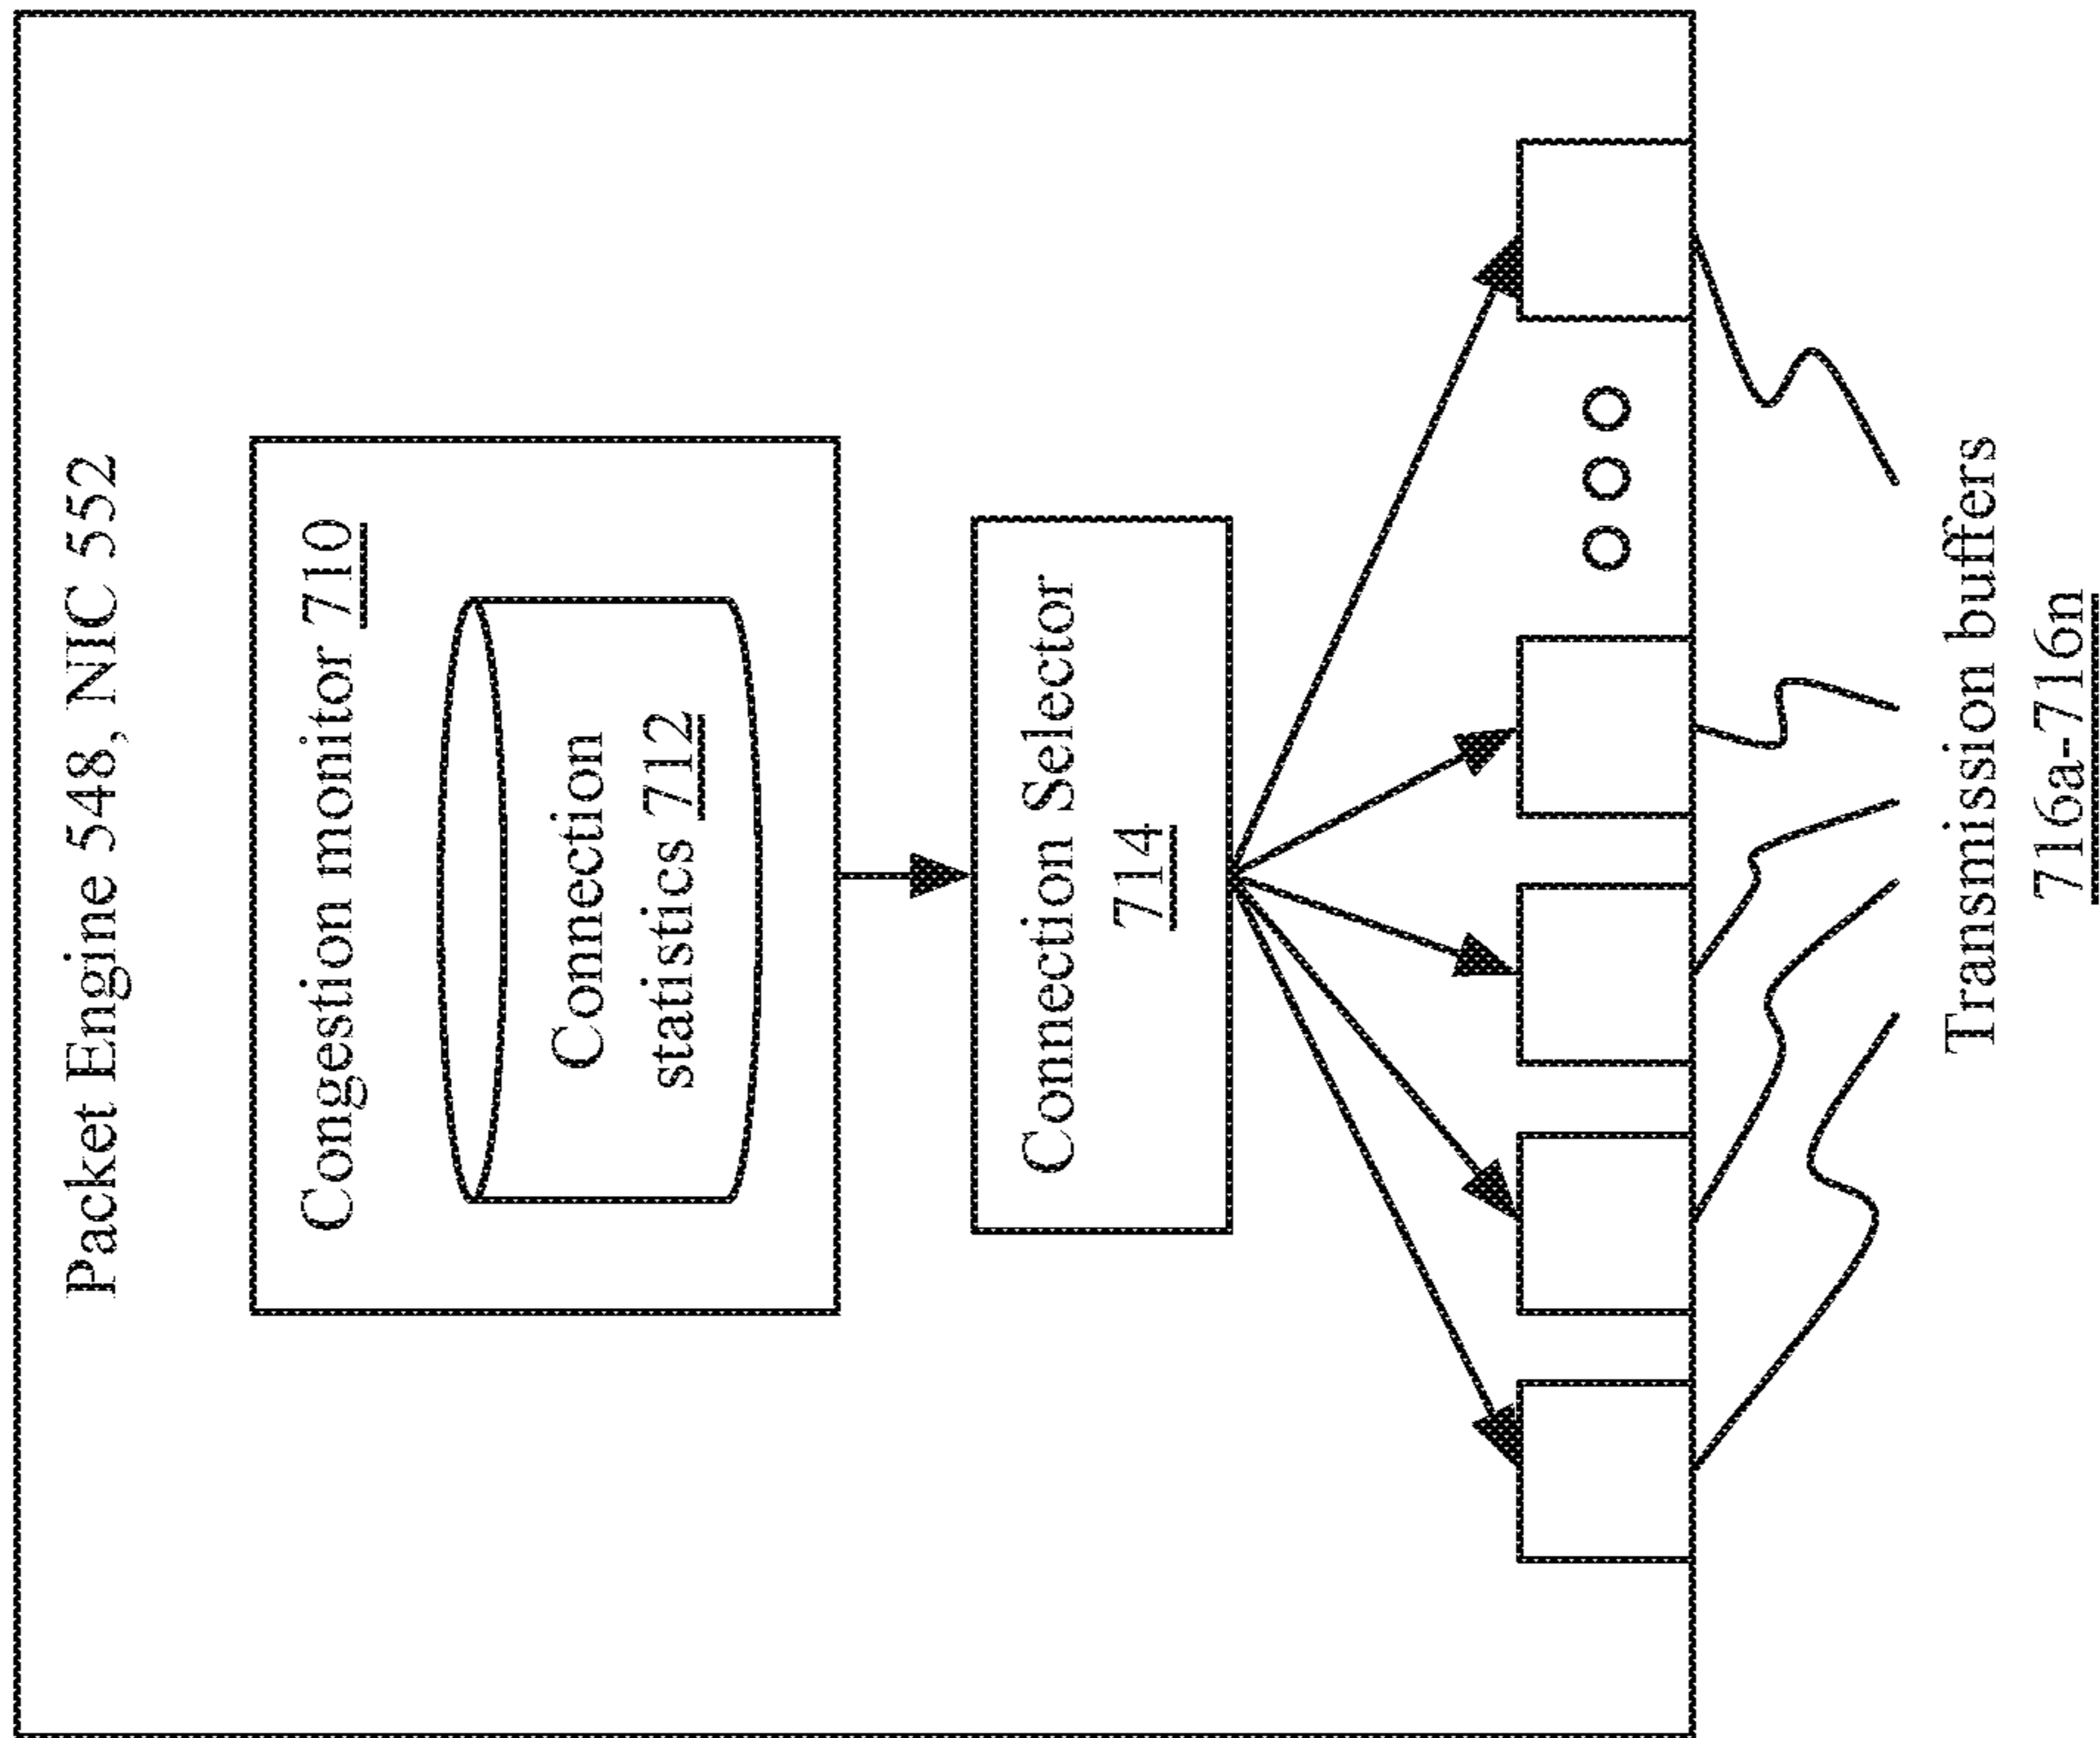 Packet Engine 548, NIC 552
Congestion monitor 710
Connection
statistics 712
Connection Selector
714
Transmission buffers
716a-716n